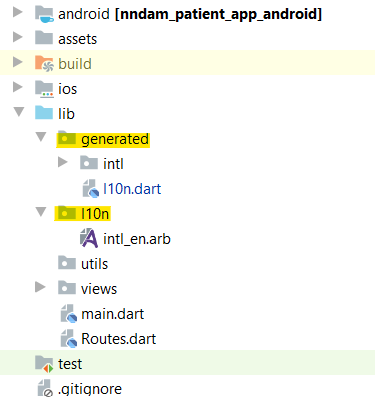 android [nndam_patient_app_android]
assets
build
ios
lib
generated
intl
l10n.dart
l10n
intl_en.arb
utils
views
main.dart
Routes.dart
test
.gitignore